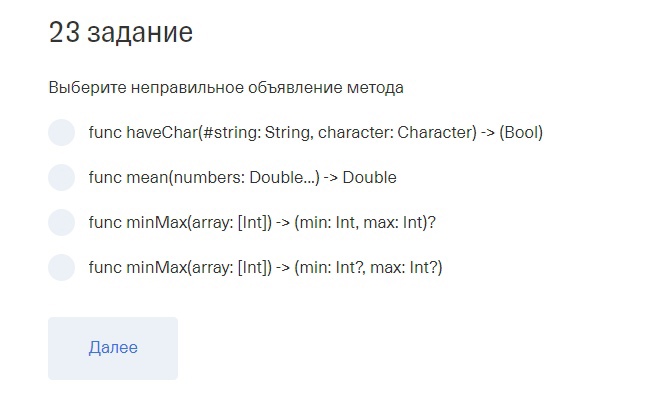 23 задание
Выберите неправильное объявление метода
func haveChar(#string: String, character: Character) -> (Bool)
func mean(numbers: Double...) -> Double
func minMax(array: [Int]) -> (min: Int, max: Int)?
func minMax(array: [Int]) -> (min: Int?, max: Int?)
Далее